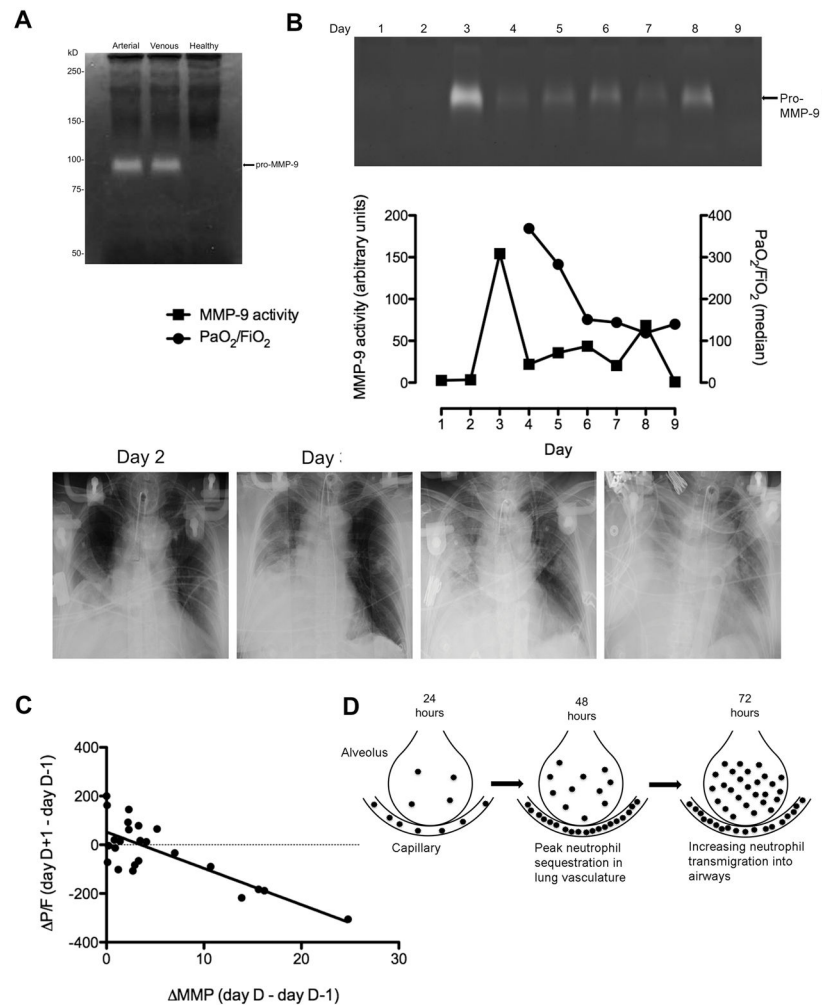 A
Arterial Venous Healthy
kD
250-
150-
100-
75-
50-
pro-MMP-9
B
Day 1 2 3 4 5 6 7 8 9
Pro-
MMP-9
MMP-9 activity
PaO2/FiO2
MMP-9 activity (arbitrary units)
200
150
100
50
0
PaO2/FiO2 (median)
400
300
200
100
0
1 2 3 4 5 6 7 8 9
Day
Day 2
Day :
C
ΔP/F (day D+1 - day D-1)
400
200
0
-200
-400
0 10 20 30
ΔMMP (day D - day D-1)
D
24
hours
48
hours
72
hours
Alveolus
Capillary
Peak neutrophil
sequestration in
lung vasculature
Increasing neutrophil
transmigration into
airways